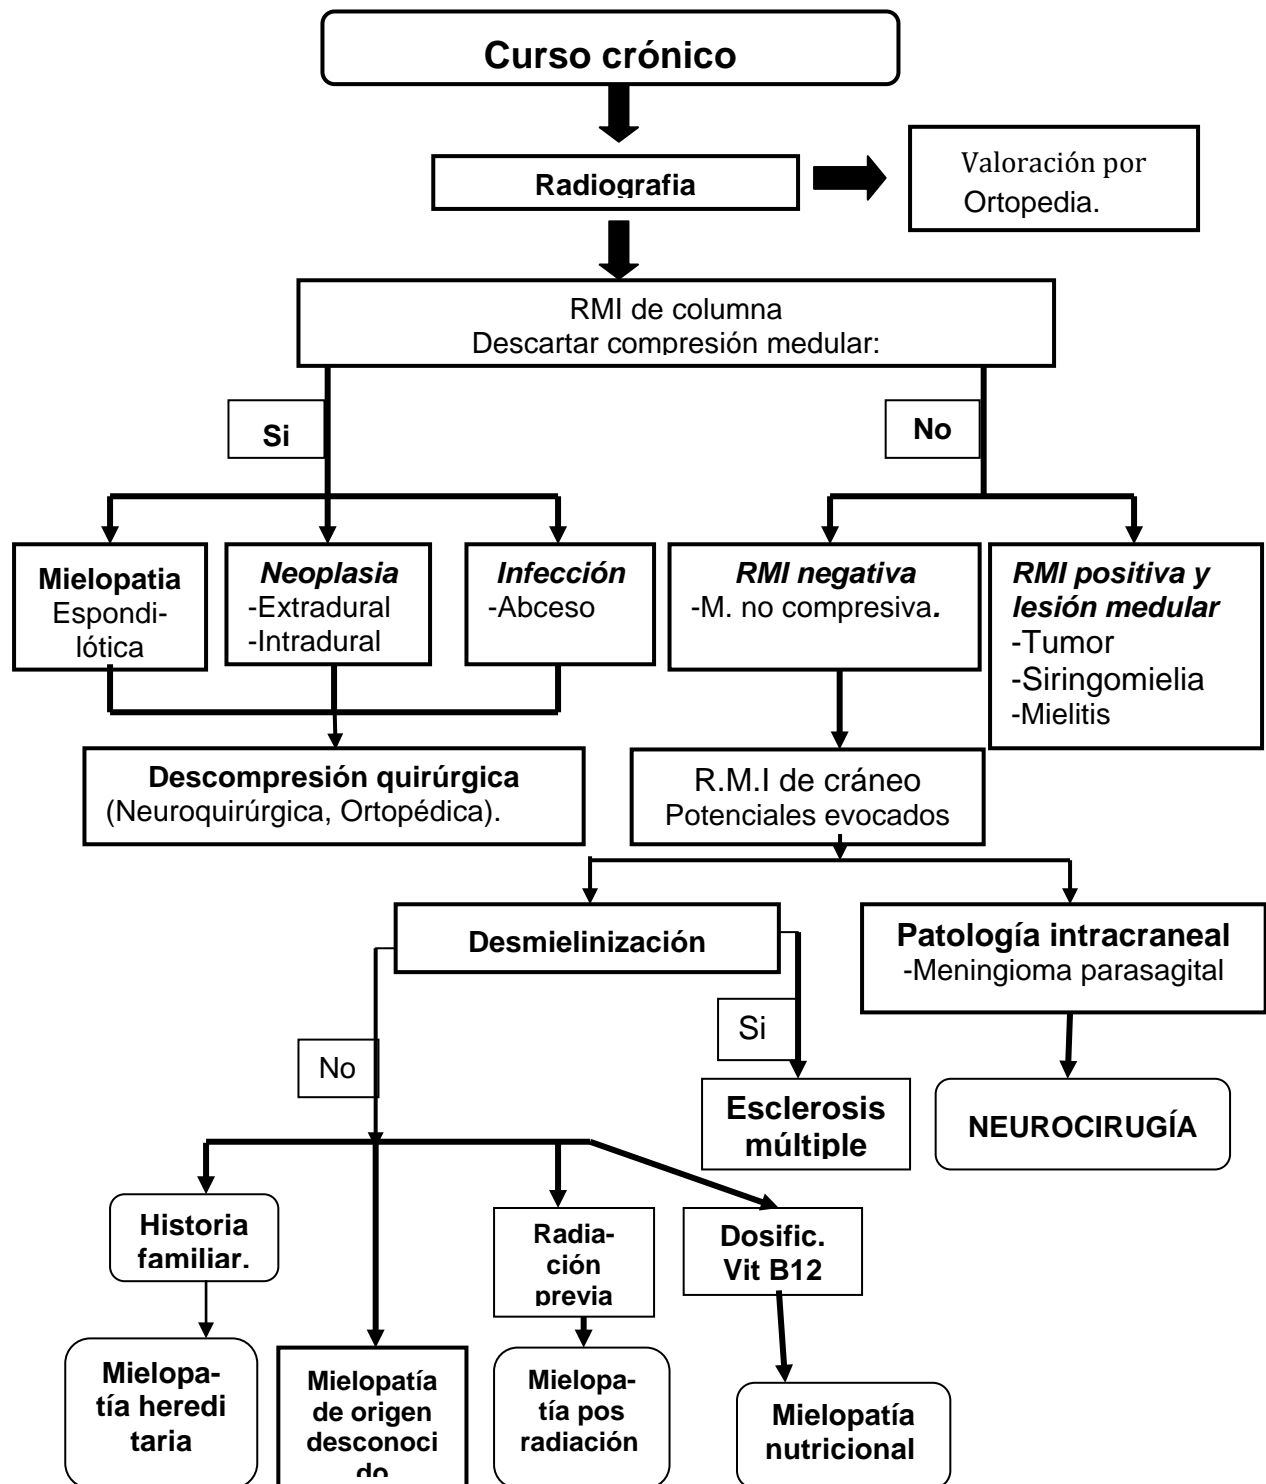 Curso crónico
Radiografia
Valoración por
Ortopedia.
RMI de columna
Descartar compresión medular:
Si
No
Mielopatia
Espondi-
lótica
Neoplasia
-Extradural
-Intradural
Infección
-Abceso
RMI negativa
-M. no compresiva.
RMI positiva y
lesión medular
-Tumor
-Siringomielia
-Mielitis
Descompresión quirúrgica
(Neuroquirúrgica, Ortopédica).
R.M.I de cráneo
Potenciales evocados
Desmielinización
Patología intracraneal
-Meningioma parasagital
Si
No
Esclerosis
múltiple
NEUROCIRUGÍA
Historia
familiar.
Radia-
ción
previa
Dosific.
Vit B12
Mielopa-
tía heredi
taria
Mielopatía
de origen
desconoci
do
Mielopa-
tía pos
radiación
Mielopatía
nutricional